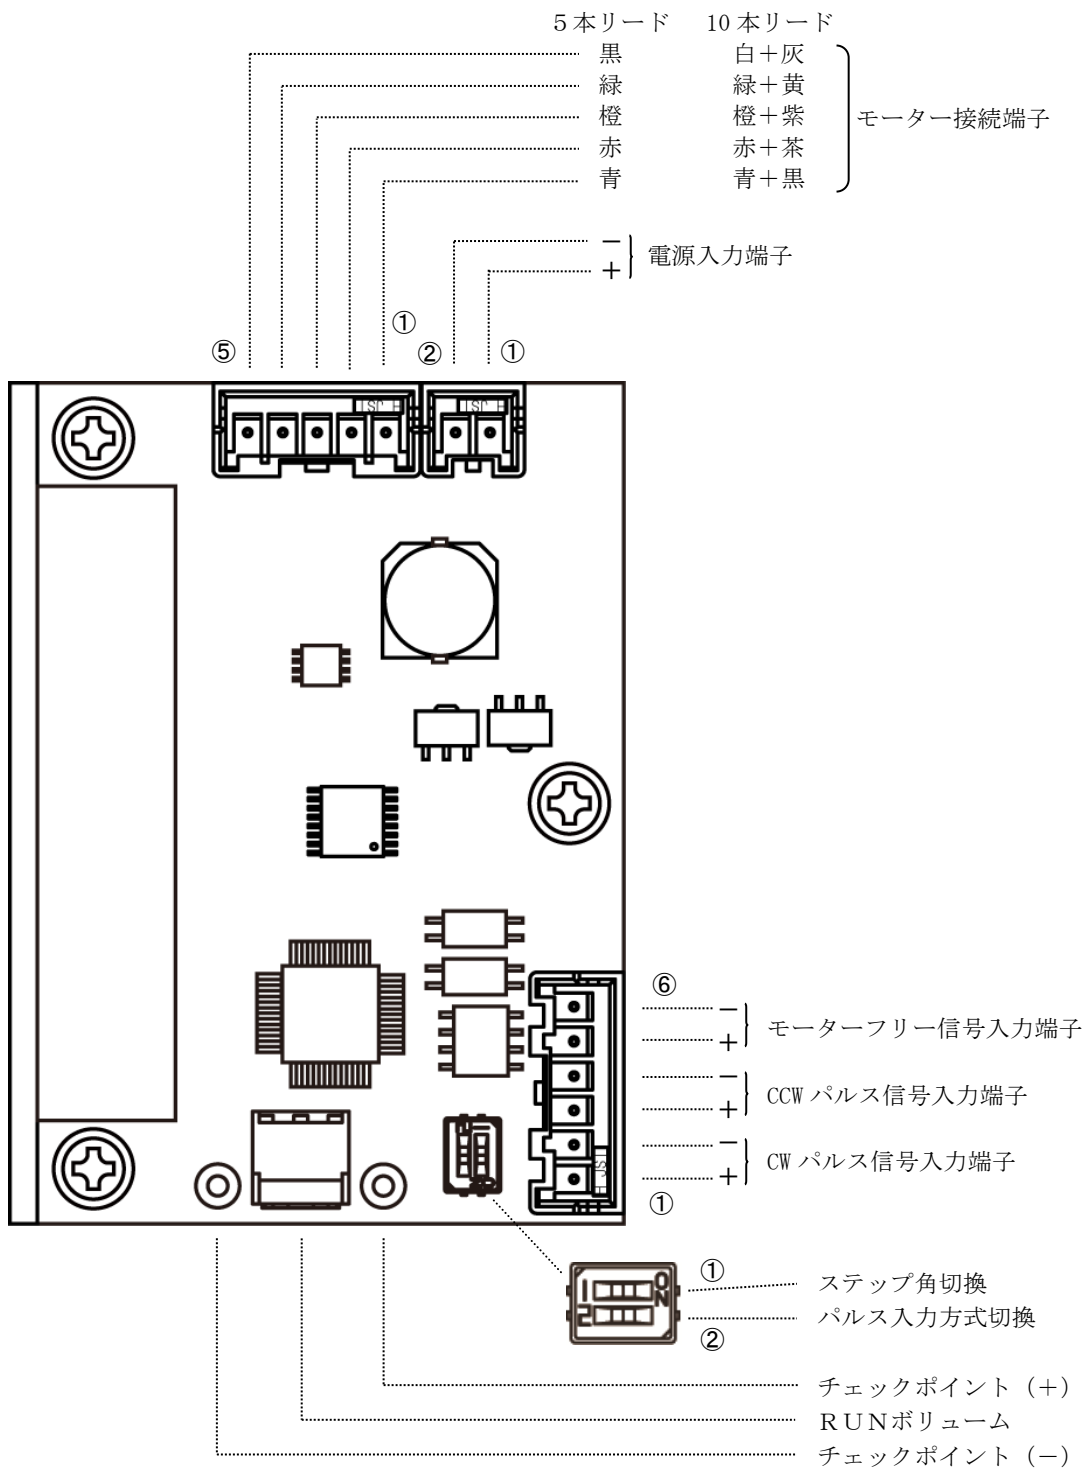 5本リード 10本リード
黒 白+灰
緑 緑+黄
橙 橙+紫
モーター接続端子
赤 赤+茶
青 青+黒
−
電源入力端子
+
①
⑤ ② ①
H JST H JST
⑥
−
モーターフリー信号入力端子
+
−
CCWパルス信号入力端子
+
−
CWパルス信号入力端子
+
JST H
①
①
ステップ角切換
ON
1
2
パルス入力方式切換
②
チェックポイント(+)
RUNボリューム
チェックポイント(−)